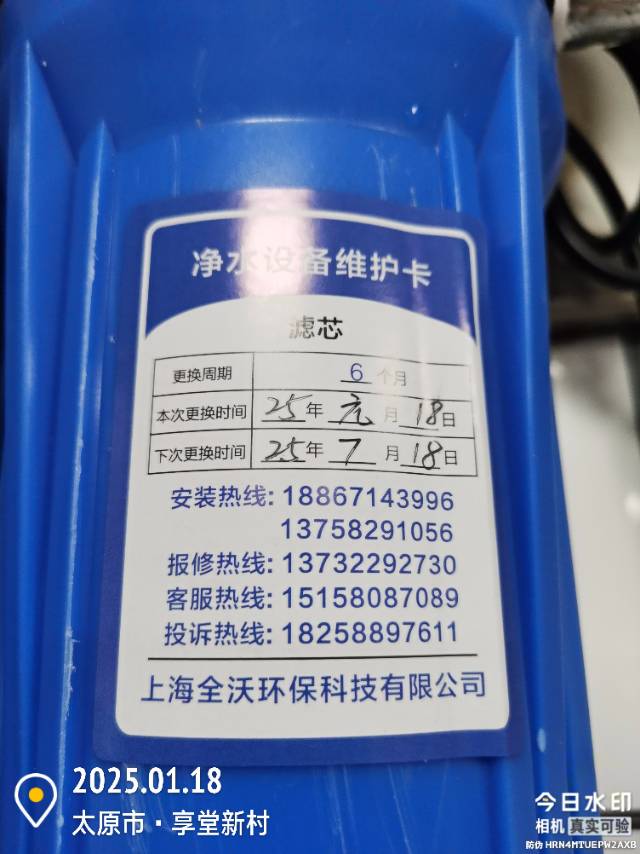 净水设备维护卡
滤芯
更换周期 6 个月
本次更换时间 25 年 元 月 18 日
下次更换时间 25 年 7 月 18 日
安装热线: 18867143996
13758291056
报修热线: 13732292730
客服热线: 15158087089
投诉热线: 18258897611
上海全沃环保科技有限公司
2025.01.18
太原市·享堂新村
今日水印
相机 真实可验
防伪 HRN4MTUEPW2AXB